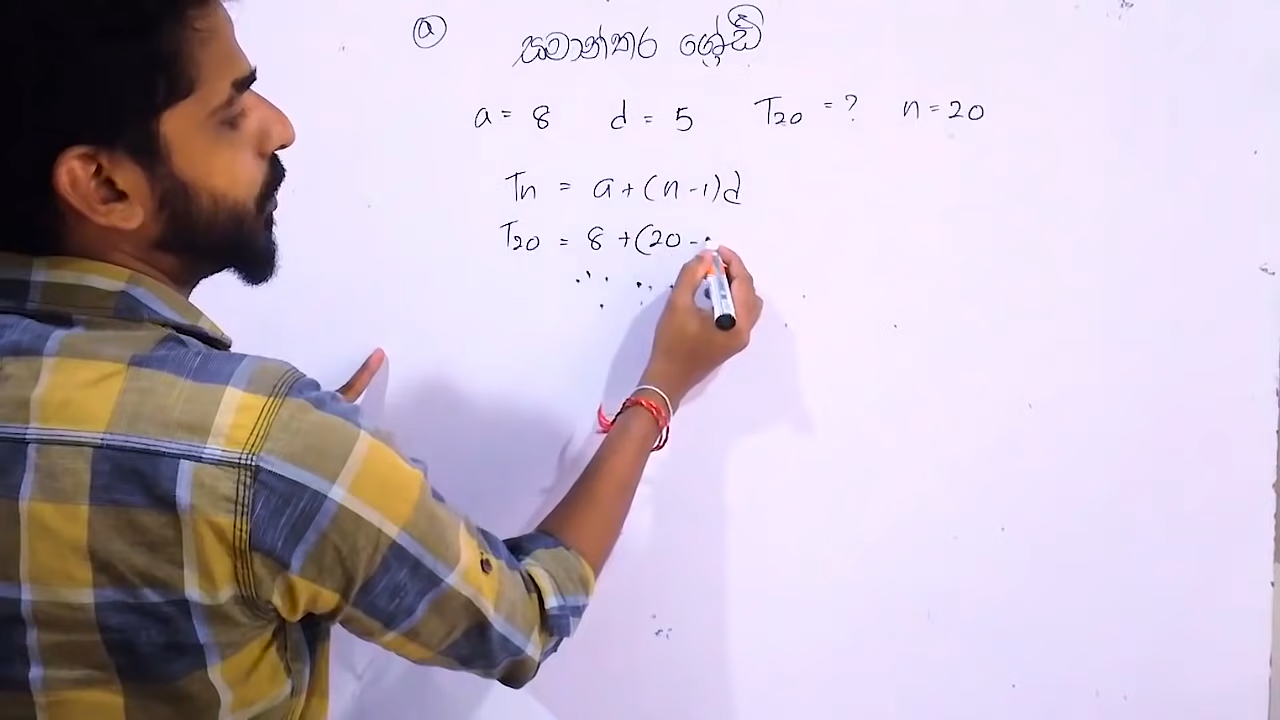 a
සමාන්තර ශ්‍රේඪි
a = 8 d = 5 T20 = ? n = 20
Tn = a + (n - 1)d
T20 = 8 + (20 -